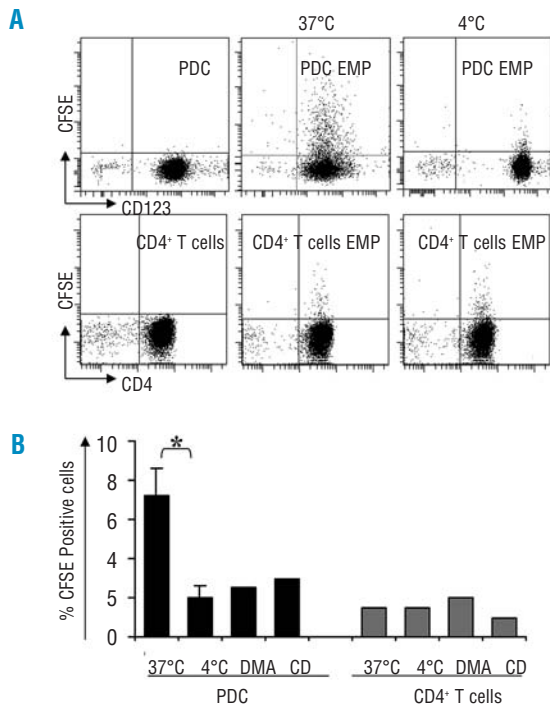 A
37°C
4°C
PDC
PDC EMP
PDC EMP
CFSE
CD123
CD4⁺ T cells
CD4⁺ T cells EMP
CD4⁺ T cells EMP
CFSE
CD4
B
% CFSE Positive cells
10
8
6
4
5
0
*
37°C 4°C DMA CD
PDC
37°C 4°C DMA CD
CD4⁺ T cells